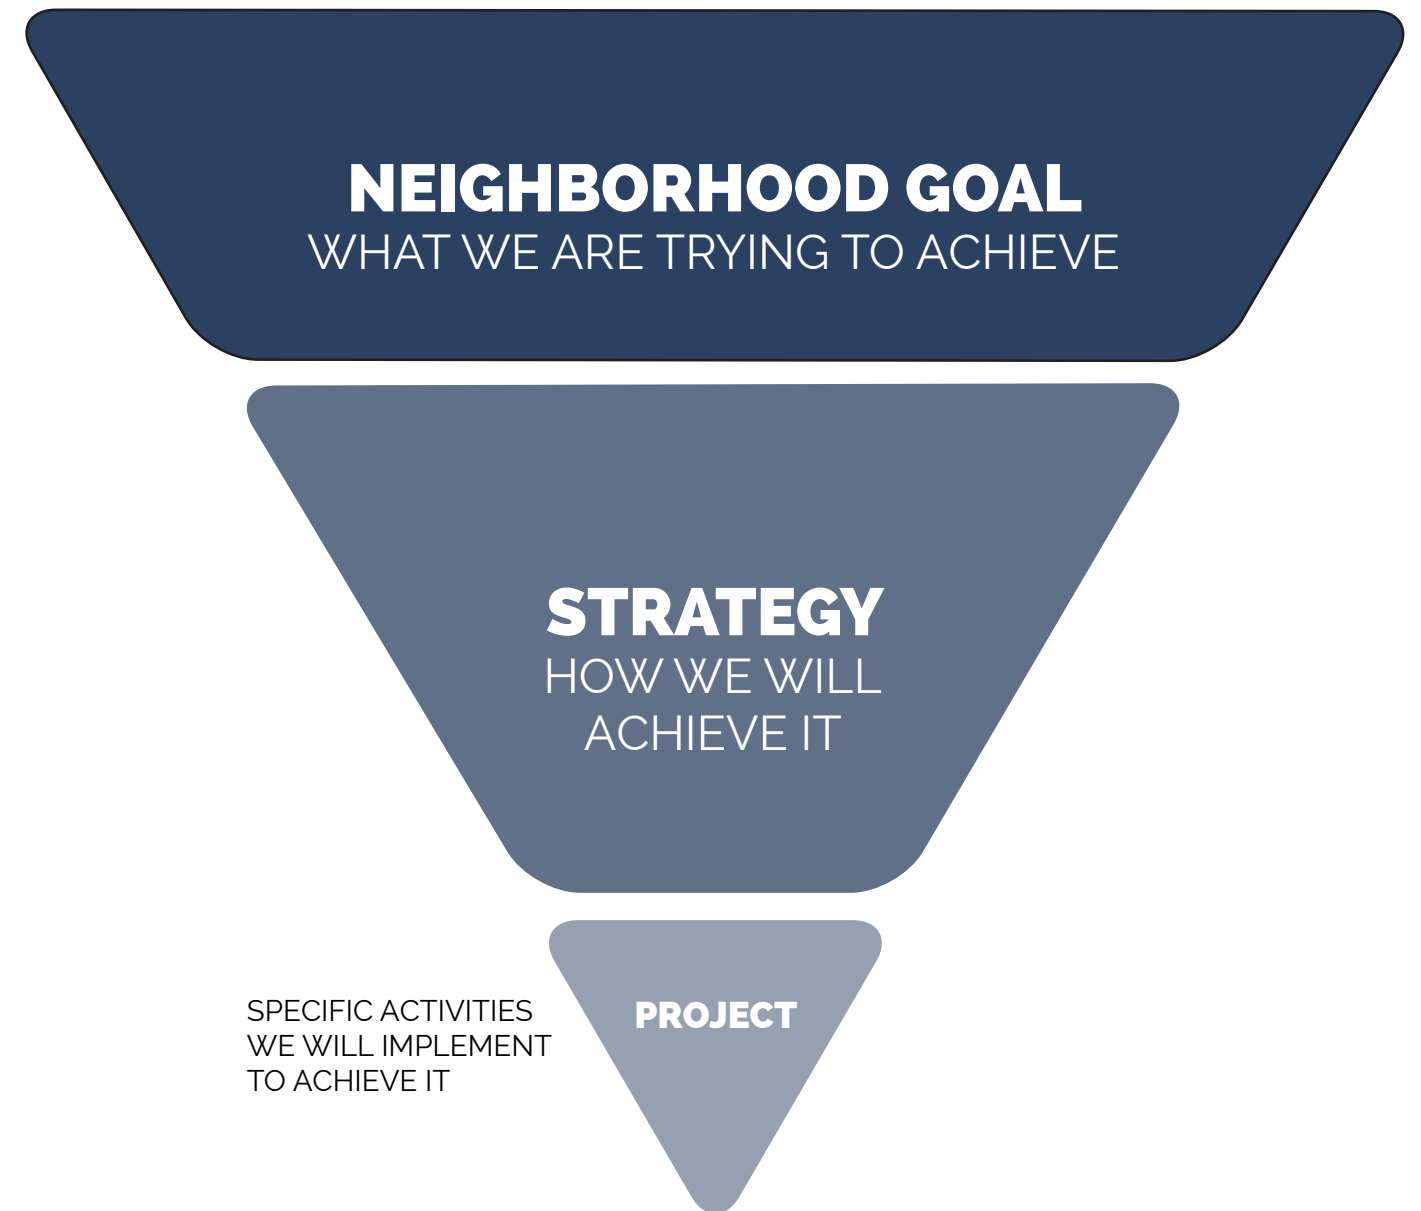 NEIGHBORHOOD GOAL
WHAT WE ARE TRYING TO ACHIEVE
STRATEGY
HOW WE WILL
ACHIEVE IT
PROJECT
SPECIFIC ACTIVITIES
WE WILL IMPLEMENT
TO ACHIEVE IT